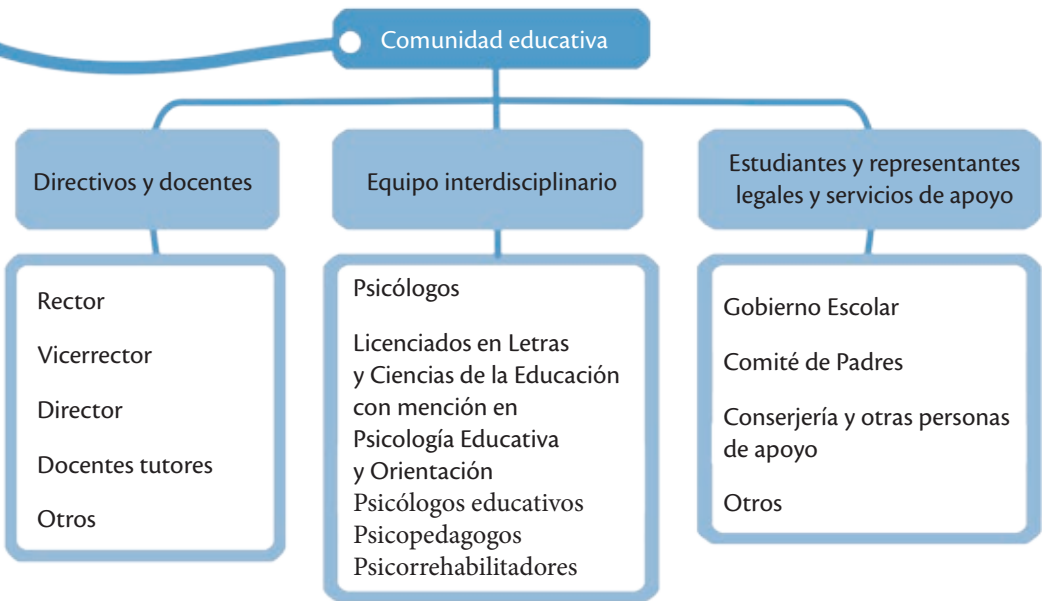 Comunidad educativa
Directivos y docentes
Rector
Vicerrector
Director
Docentes tutores
Otros
Equipo interdisciplinario
Psicólogos
Licenciados en Letras
y Ciencias de la Educación
con mención en
Psicología Educativa
y Orientación
Psicólogos educativos
Psicopedagogos
Psicorrehabilitadores
Estudiantes y representantes
legales y servicios de apoyo
Gobierno Escolar
Comité de Padres
Conserjería y otras personas
de apoyo
Otros